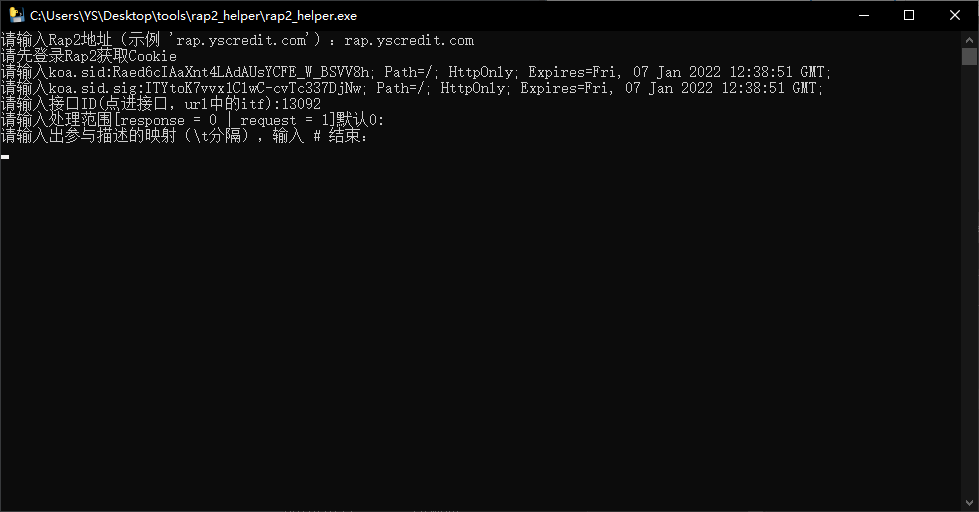 C:\Users\YS\Desktop\tools\rap2_helper\rap2_helper.exe
请输入Rap2地址（示例 'rap.yscredit.com'）：rap.yscredit.com
请先登录Rap2获取Cookie
请输入koa.sid:Raed6cIAaXnt4LAdAUsYCFE_W_BSVV8h; Path=/; HttpOnly; Expires=Fri, 07 Jan 2022 12:38:51 GMT;
请输入koa.sid.sig:ITYtoK7vvx1C1wC-cvTc337DjNw; Path=/; HttpOnly; Expires=Fri, 07 Jan 2022 12:38:51 GMT;
请输入接口ID(点进接口，url中的itf):13092
请输入处理范围[response = 0 | request = 1]默认0:
请输入出参与描述的映射（\t分隔），输入 # 结束：